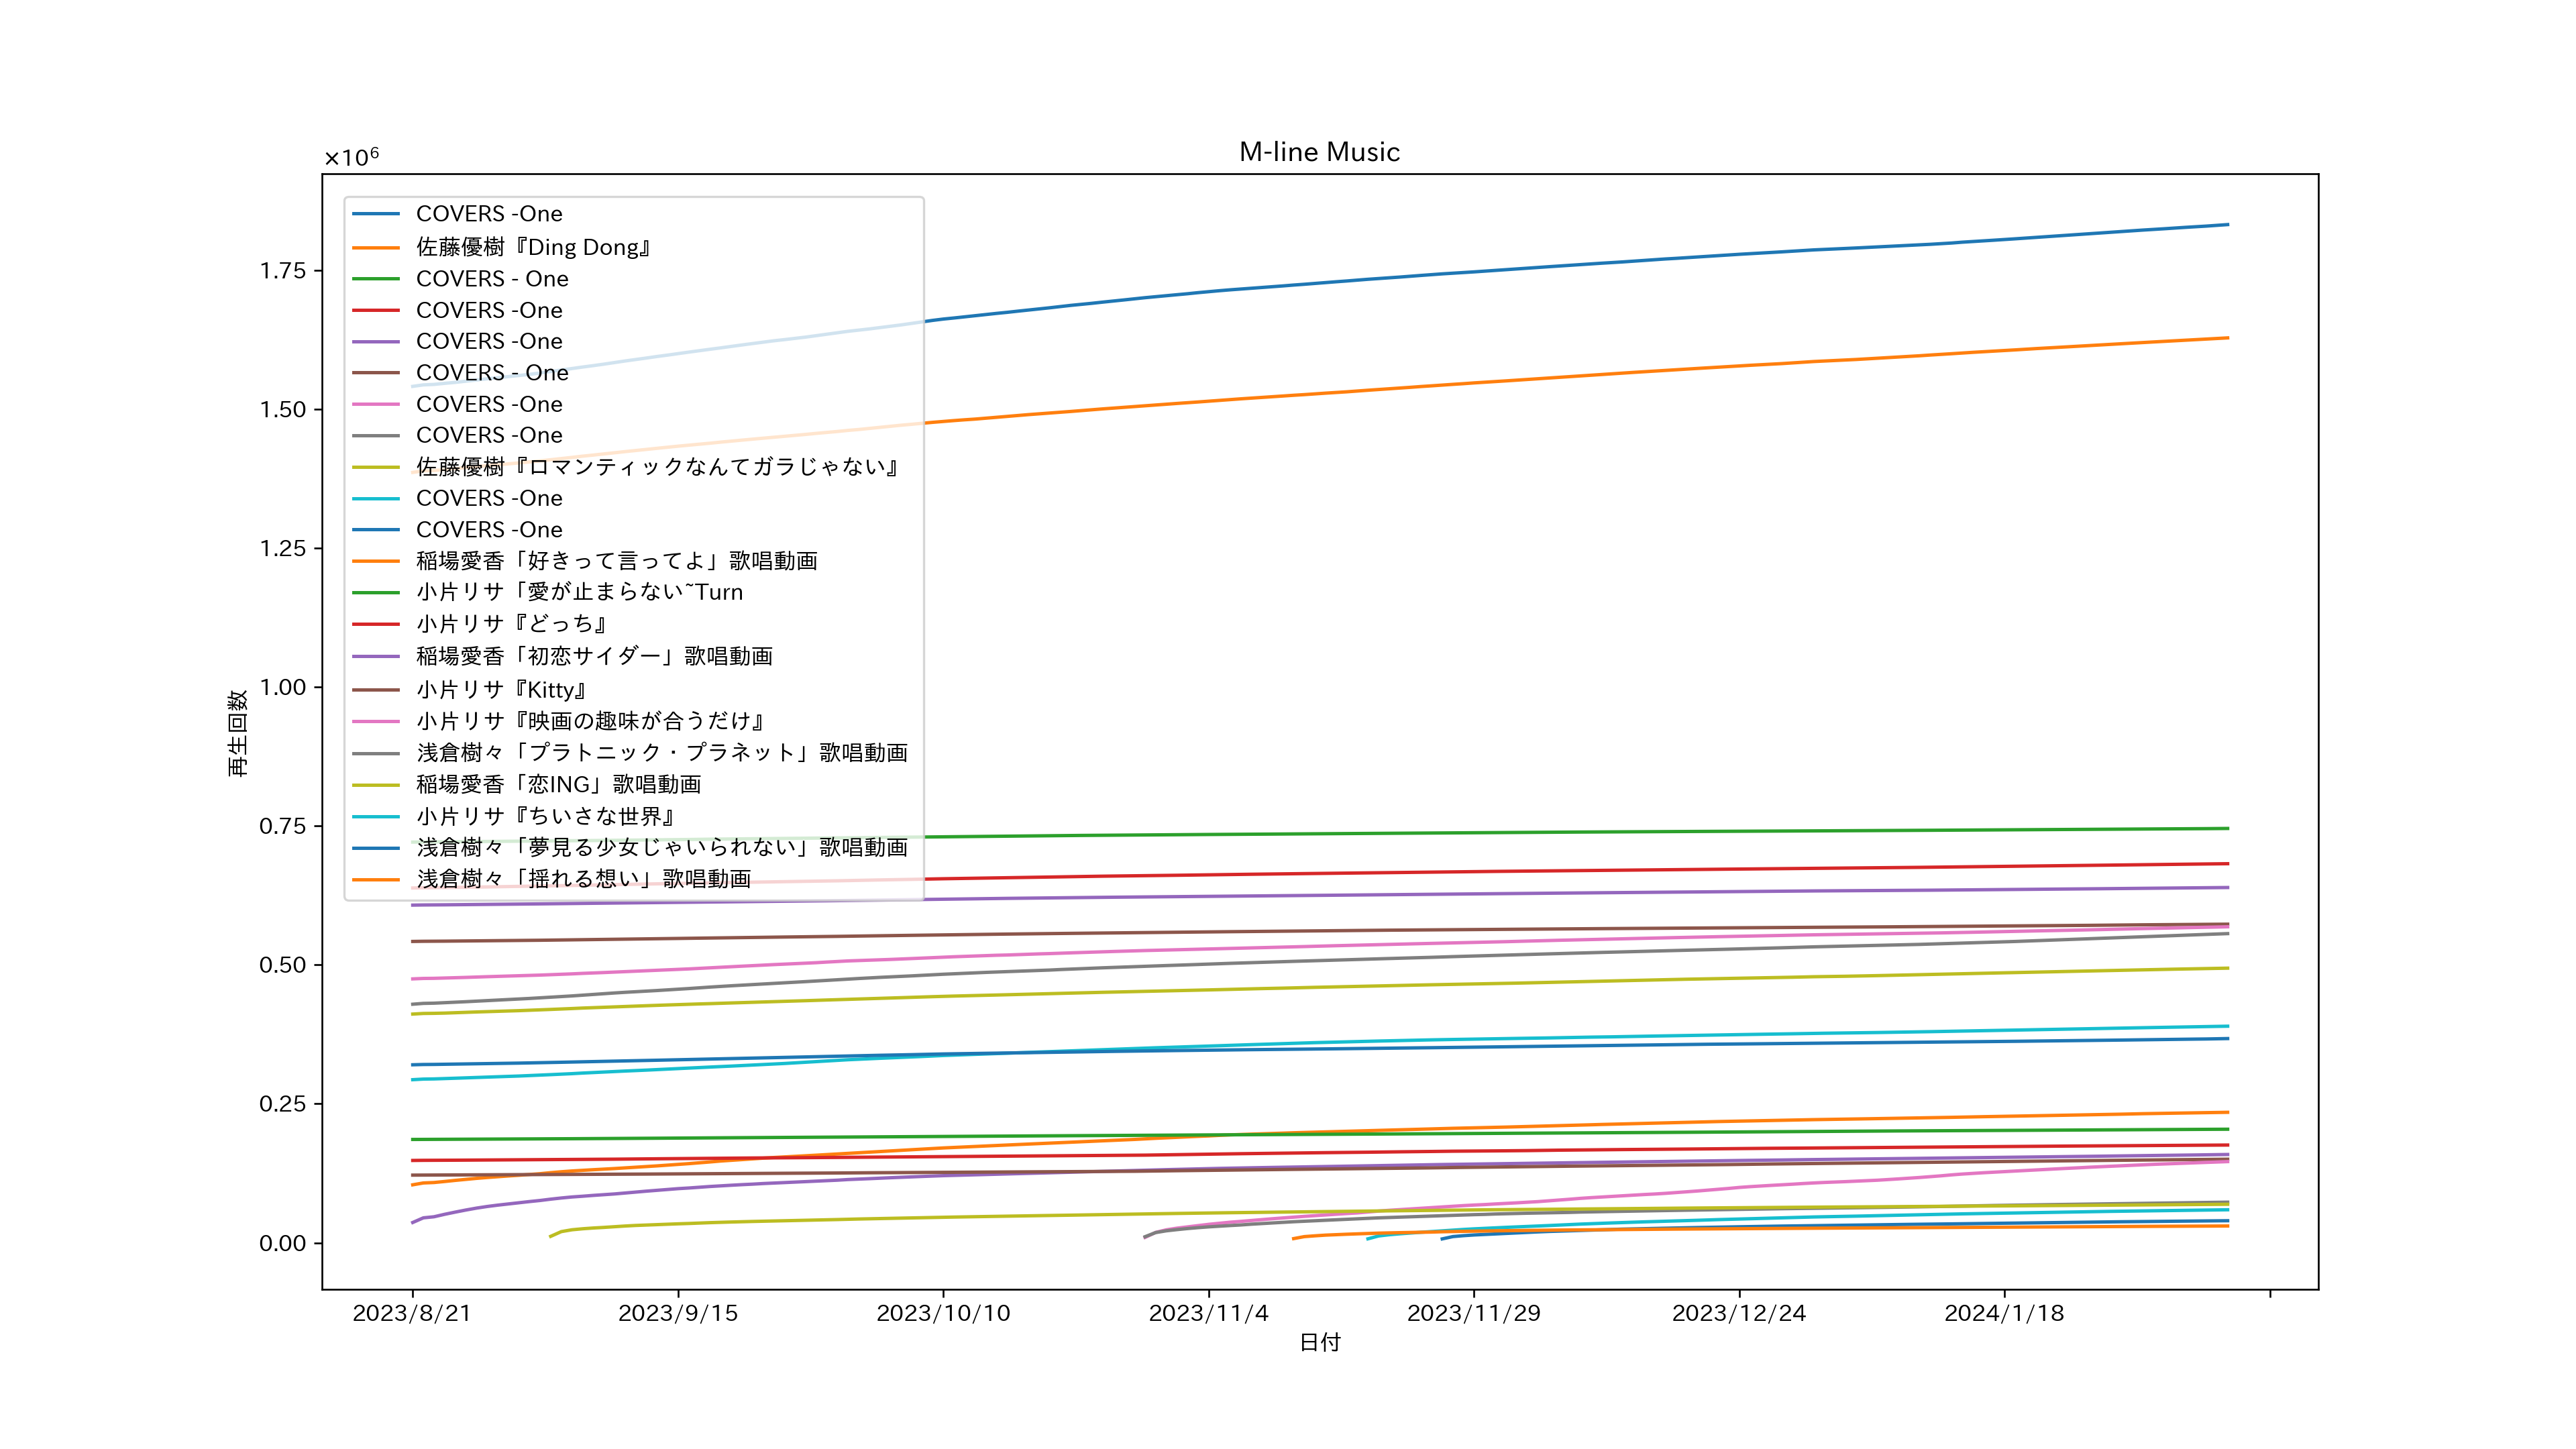 M-line Music
×10⁶
COVERS -One
佐藤優樹『Ding Dong』
COVERS - One
COVERS -One
COVERS -One
COVERS - One
COVERS -One
COVERS -One
佐藤優樹『ロマンティックなんてガラじゃない』
COVERS -One
COVERS -One
稲場愛香「好きって言ってよ」歌唱動画
小片リサ「愛が止まらない~Turn
小片リサ『どっち』
稲場愛香「初恋サイダー」歌唱動画
小片リサ『Kitty』
小片リサ『映画の趣味が合うだけ』
浅倉樹々「プラトニック・プラネット」歌唱動画
稲場愛香「恋ING」歌唱動画
小片リサ『ちいさな世界』
浅倉樹々「夢見る少女じゃいられない」歌唱動画
浅倉樹々「揺れる想い」歌唱動画
1.75
1.50
1.25
1.00
0.75
0.50
0.25
0.00
再生回数
2023/8/21 2023/9/15 2023/10/10 2023/11/4 2023/11/29 2023/12/24 2024/1/18
日付